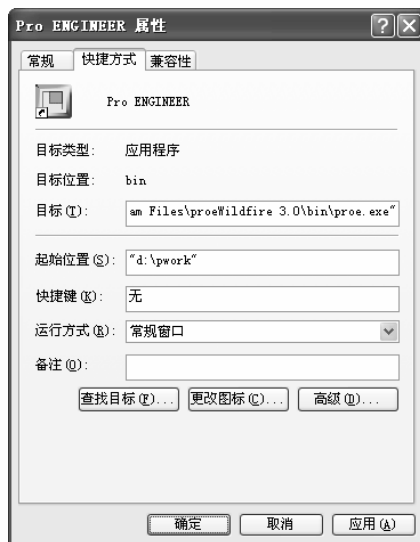 Pro ENGINEER 属性
常规 快捷方式 兼容性
Pro ENGINEER
目标类型: 应用程序
目标位置: bin
目标(T): am Files\proeWildfire 3.0\bin\proe.exe"
起始位置(S): "d:\pwork"
快捷键(K): 无
运行方式(R): 常规窗口
备注(O):
查找目标(F)... 更改图标(C)... 高级(D)...
确定 取消 应用(A)